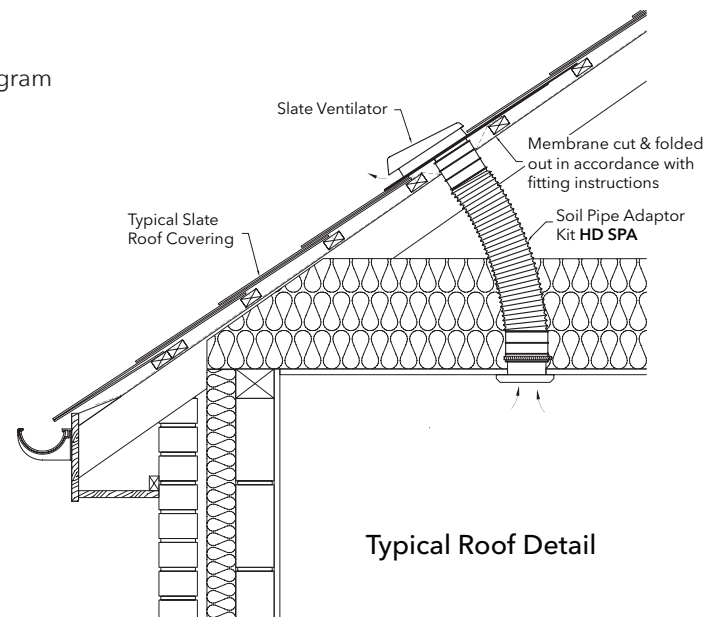 gram
Slate Ventilator
Membrane cut & folded
out in accordance with
fitting instructions
Typical Slate
Roof Covering
Soil Pipe Adaptor
Kit HD SPA
Typical Roof Detail